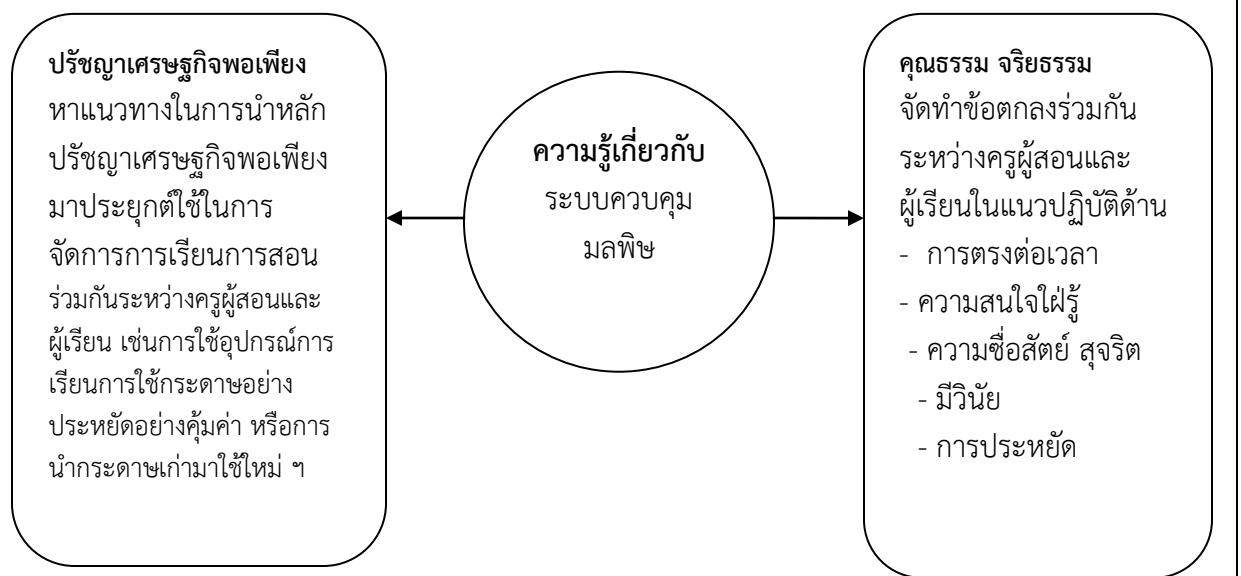 ปรัชญาเศรษฐกิจพอเพียง
หาแนวทางในการนำหลัก
ปรัชญาเศรษฐกิจพอเพียง
มาประยุกต์ใช้ในการ
จัดการการเรียนการสอน
ร่วมกันระหว่างครูผู้สอนและ
ผู้เรียน เช่นการใช้อุปกรณ์การ
เรียนการใช้กระดาษอย่าง
ประหยัดอย่างคุ้มค่า หรือการ
นำกระดาษเก่ามาใช้ใหม่ ฯ
ความรู้เกี่ยวกับ
ระบบควบคุม
มลพิษ
คุณธรรม จริยธรรม
จัดทำข้อตกลงร่วมกัน
ระหว่างครูผู้สอนและ
ผู้เรียนในแนวปฏิบัติด้าน
- การตรงต่อเวลา
- ความสนใจใฝ่รู้
- ความซื่อสัตย์ สุจริต
- มีวินัย
- การประหยัด